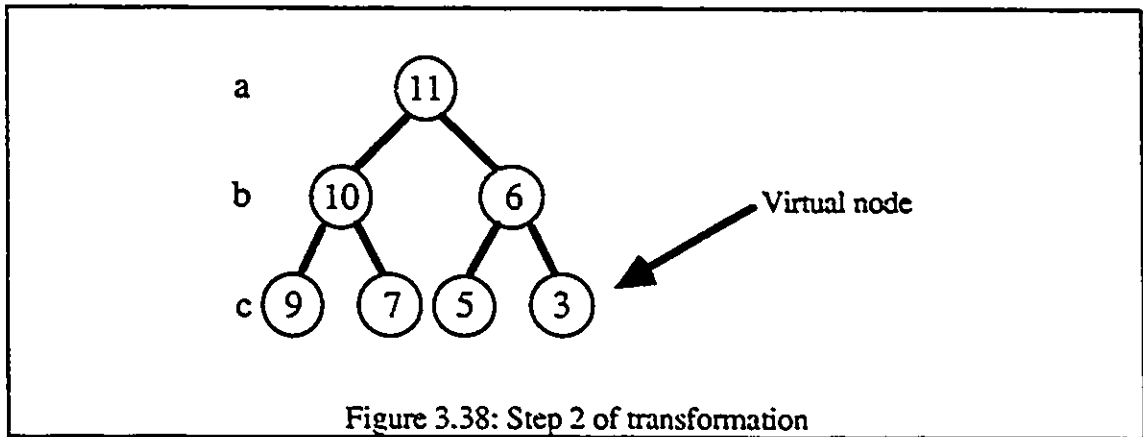 a 11
b 10 6 Virtual node
c 9 7 5 3
Figure 3.38: Step 2 of transformation